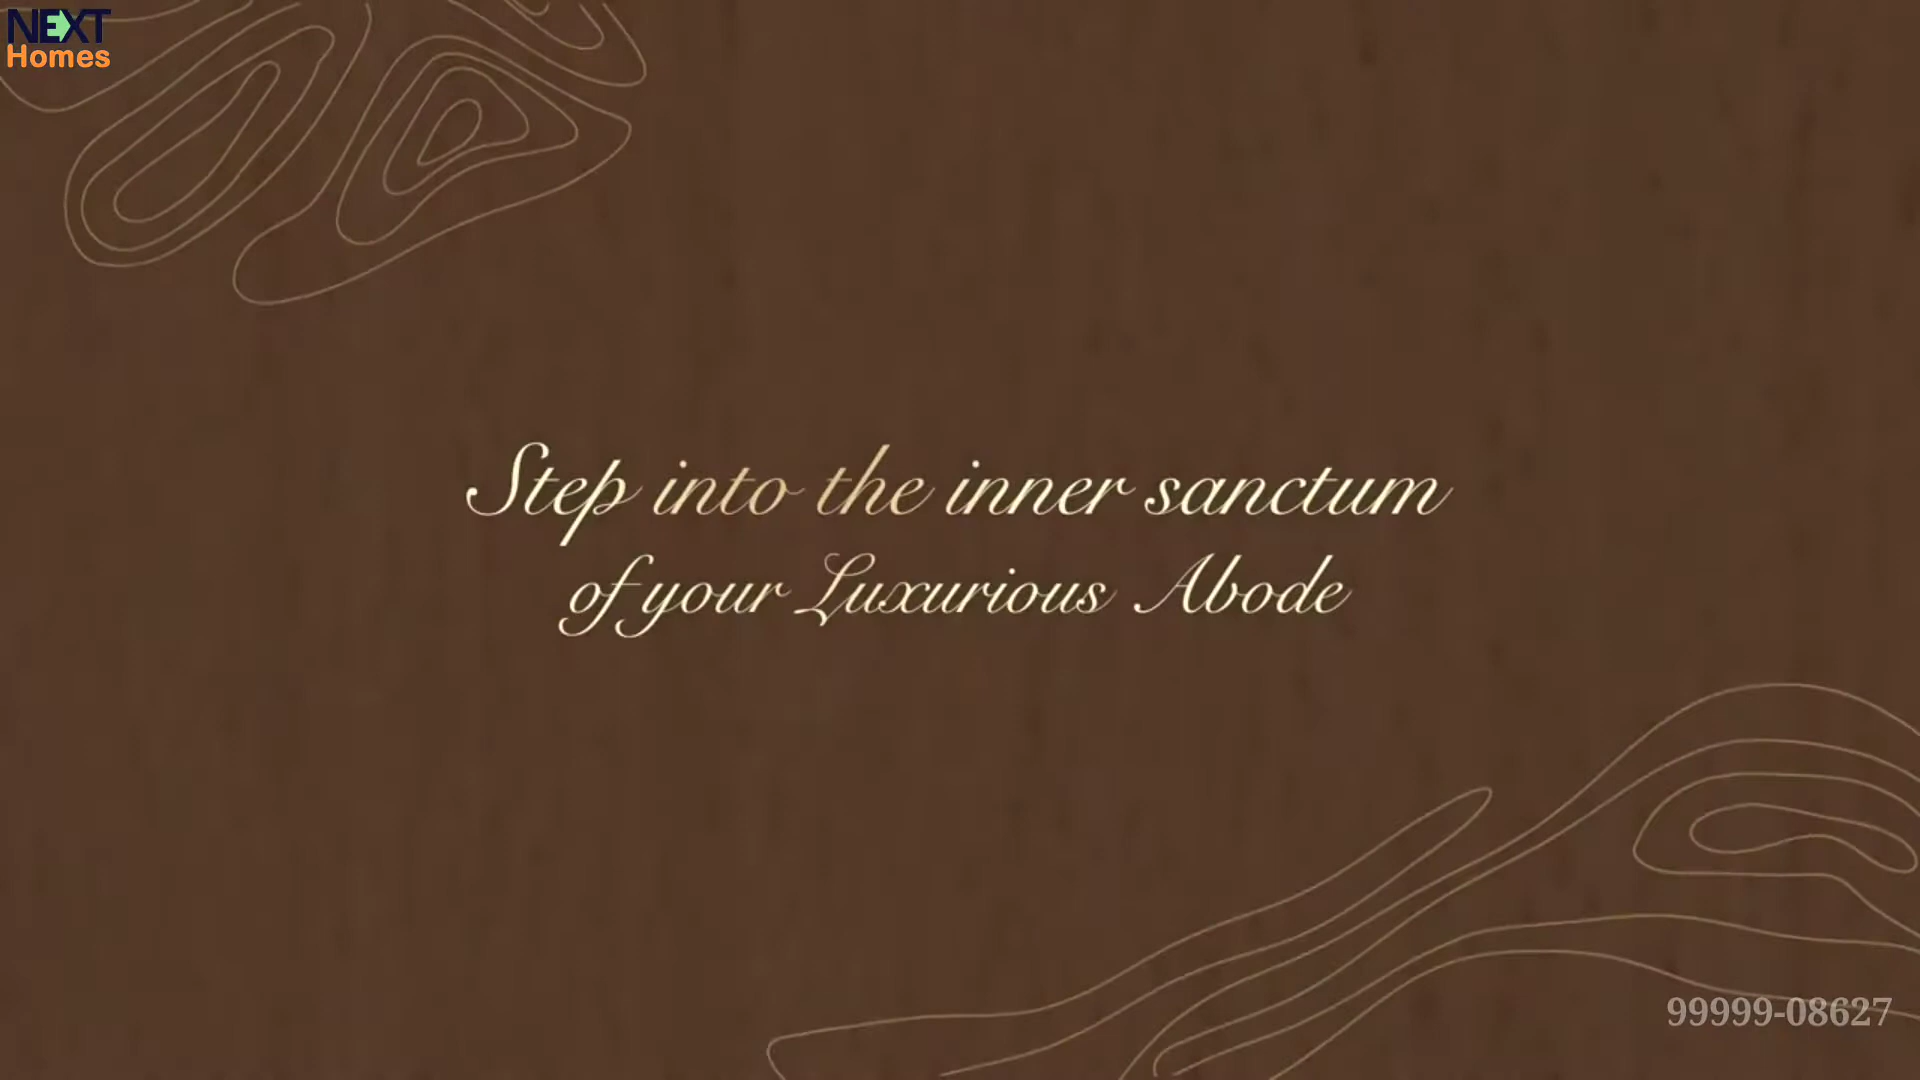 NEXT
Homes
Step into the inner sanctum
of your Luxurious Abode
99999-08627